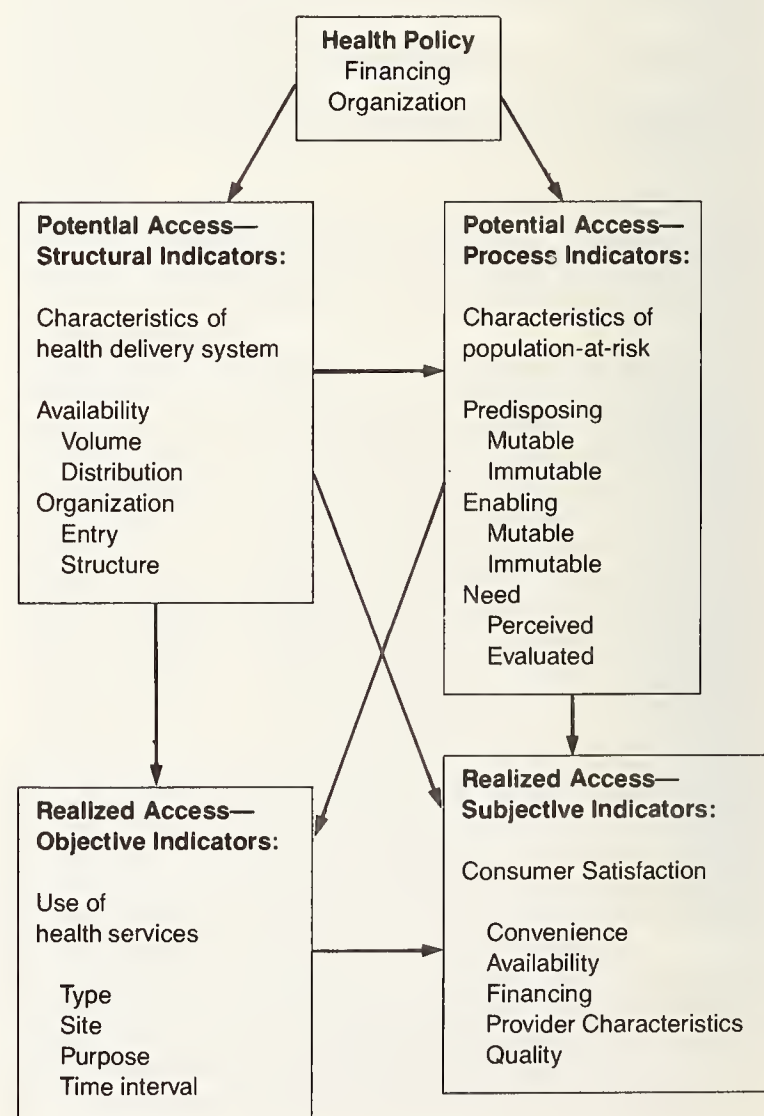 Health Policy
Financing
Organization
Potential Access—
Structural Indicators:
Characteristics of
health delivery system
Availability
Volume
Distribution
Organization
Entry
Structure
Potential Access—
Process Indicators:
Characteristics of
population-at-risk
Predisposing
Mutable
Immutable
Enabling
Mutable
Immutable
Need
Perceived
Evaluated
Realized Access—
Objective Indicators:
Use of
health services
Type
Site
Purpose
Time interval
Realized Access—
Subjective Indicators:
Consumer Satisfaction
Convenience
Availability
Financing
Provider Characteristics
Quality